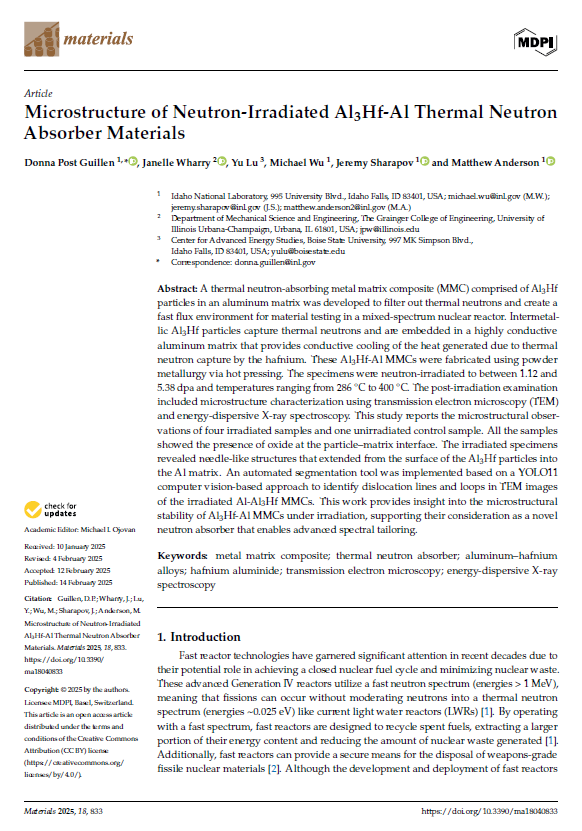 materials
MDPI
Article
Microstructure of Neutron-Irradiated Al3Hf-Al Thermal Neutron
Absorber Materials
Donna Post Guillen 1,*, Janelle Wharry 2, Yu Lu 3, Michael Wu 1, Jeremy Sharapov 1 and Matthew Anderson 1
1 Idaho National Laboratory, 995 University Blvd., Idaho Falls, ID 83401, USA; michael.wu@inl.gov (M.W.);
jeremy.sharapov@inl.gov (J.S.); matthew.anderson2@inl.gov (M.A.)
2 Department of Mechanical Science and Engineering, The Grainger College of Engineering, University of
Illinois Urbana-Champaign, Urbana, IL 61801, USA; jpw@illinois.edu
3 Center for Advanced Energy Studies, Boise State University, 997 MK Simpson Blvd.,
Idaho Falls, ID 83401, USA; yulu@boisestate.edu
* Correspondence: donna.guillen@inl.gov
Abstract: A thermal neutron-absorbing metal matrix composite (MMC) comprised of Al3Hf
particles in an aluminum matrix was developed to filter out thermal neutrons and create a
fast flux environment for material testing in a mixed-spectrum nuclear reactor. Intermetal-
lic Al3Hf particles capture thermal neutrons and are embedded in a highly conductive
aluminum matrix that provides conductive cooling of the heat generated due to thermal
neutron capture by the hafnium. These Al3Hf-Al MMCs were fabricated using powder
metallurgy via hot pressing. The specimens were neutron-irradiated to between 1.12 and
5.38 dpa and temperatures ranging from 286 °C to 400 °C. The post-irradiation examination
included microstructure characterization using transmission electron microscopy (TEM)
and energy-dispersive X-ray spectroscopy. This study reports the microstructural obser-
vations of four irradiated samples and one unirradiated control sample. All the samples
showed the presence of oxide at the particle–matrix interface. The irradiated specimens
revealed needle-like structures that extended from the surface of the Al3Hf particles into
the Al matrix. An automated segmentation tool was implemented based on a YOLO11
computer vision-based approach to identify dislocation lines and loops in TEM images
of the irradiated Al-Al3Hf MMCs. This work provides insight into the microstructural
stability of Al3Hf-Al MMCs under irradiation, supporting their consideration as a novel
neutron absorber that enables advanced spectral tailoring.
Keywords: metal matrix composite; thermal neutron absorber; aluminum–hafnium
alloys; hafnium aluminide; transmission electron microscopy; energy-dispersive X-ray
spectroscopy
check for
updates
Academic Editor: Michael I. Ojovan
Received: 10 January 2025
Revised: 4 February 2025
Accepted: 12 February 2025
Published: 14 February 2025
Citation: Guillen, D.P.; Wharry, J.; Lu,
Y.; Wu, M.; Sharapov, J.; Anderson, M.
Microstructure of Neutron-Irradiated
Al3Hf-Al Thermal Neutron Absorber
Materials. Materials 2025, 18, 833.
https://doi.org/10.3390/
ma18040833
Copyright: © 2025 by the authors.
Licensee MDPI, Basel, Switzerland.
This article is an open access article
distributed under the terms and
conditions of the Creative Commons
Attribution (CC BY) license
(https://creativecommons.org/
licenses/by/4.0/).
1. Introduction
Fast reactor technologies have garnered significant attention in recent decades due to
their potential role in achieving a closed nuclear fuel cycle and minimizing nuclear waste.
These advanced Generation IV reactors utilize a fast neutron spectrum (energies > 1 MeV),
meaning that fissions can occur without moderating neutrons into a thermal neutron
spectrum (energies ~0.025 eV) like current light water reactors (LWRs) [1]. By operating
with a fast spectrum, fast reactors are designed to recycle spent fuels, extracting a larger
portion of their energy content and reducing the amount of nuclear waste generated [1].
Additionally, fast reactors can provide a secure means for the disposal of weapons-grade
fissile nuclear materials [2]. Although the development and deployment of fast reactors
Materials 2025, 18, 833
https://doi.org/10.3390/ma18040833